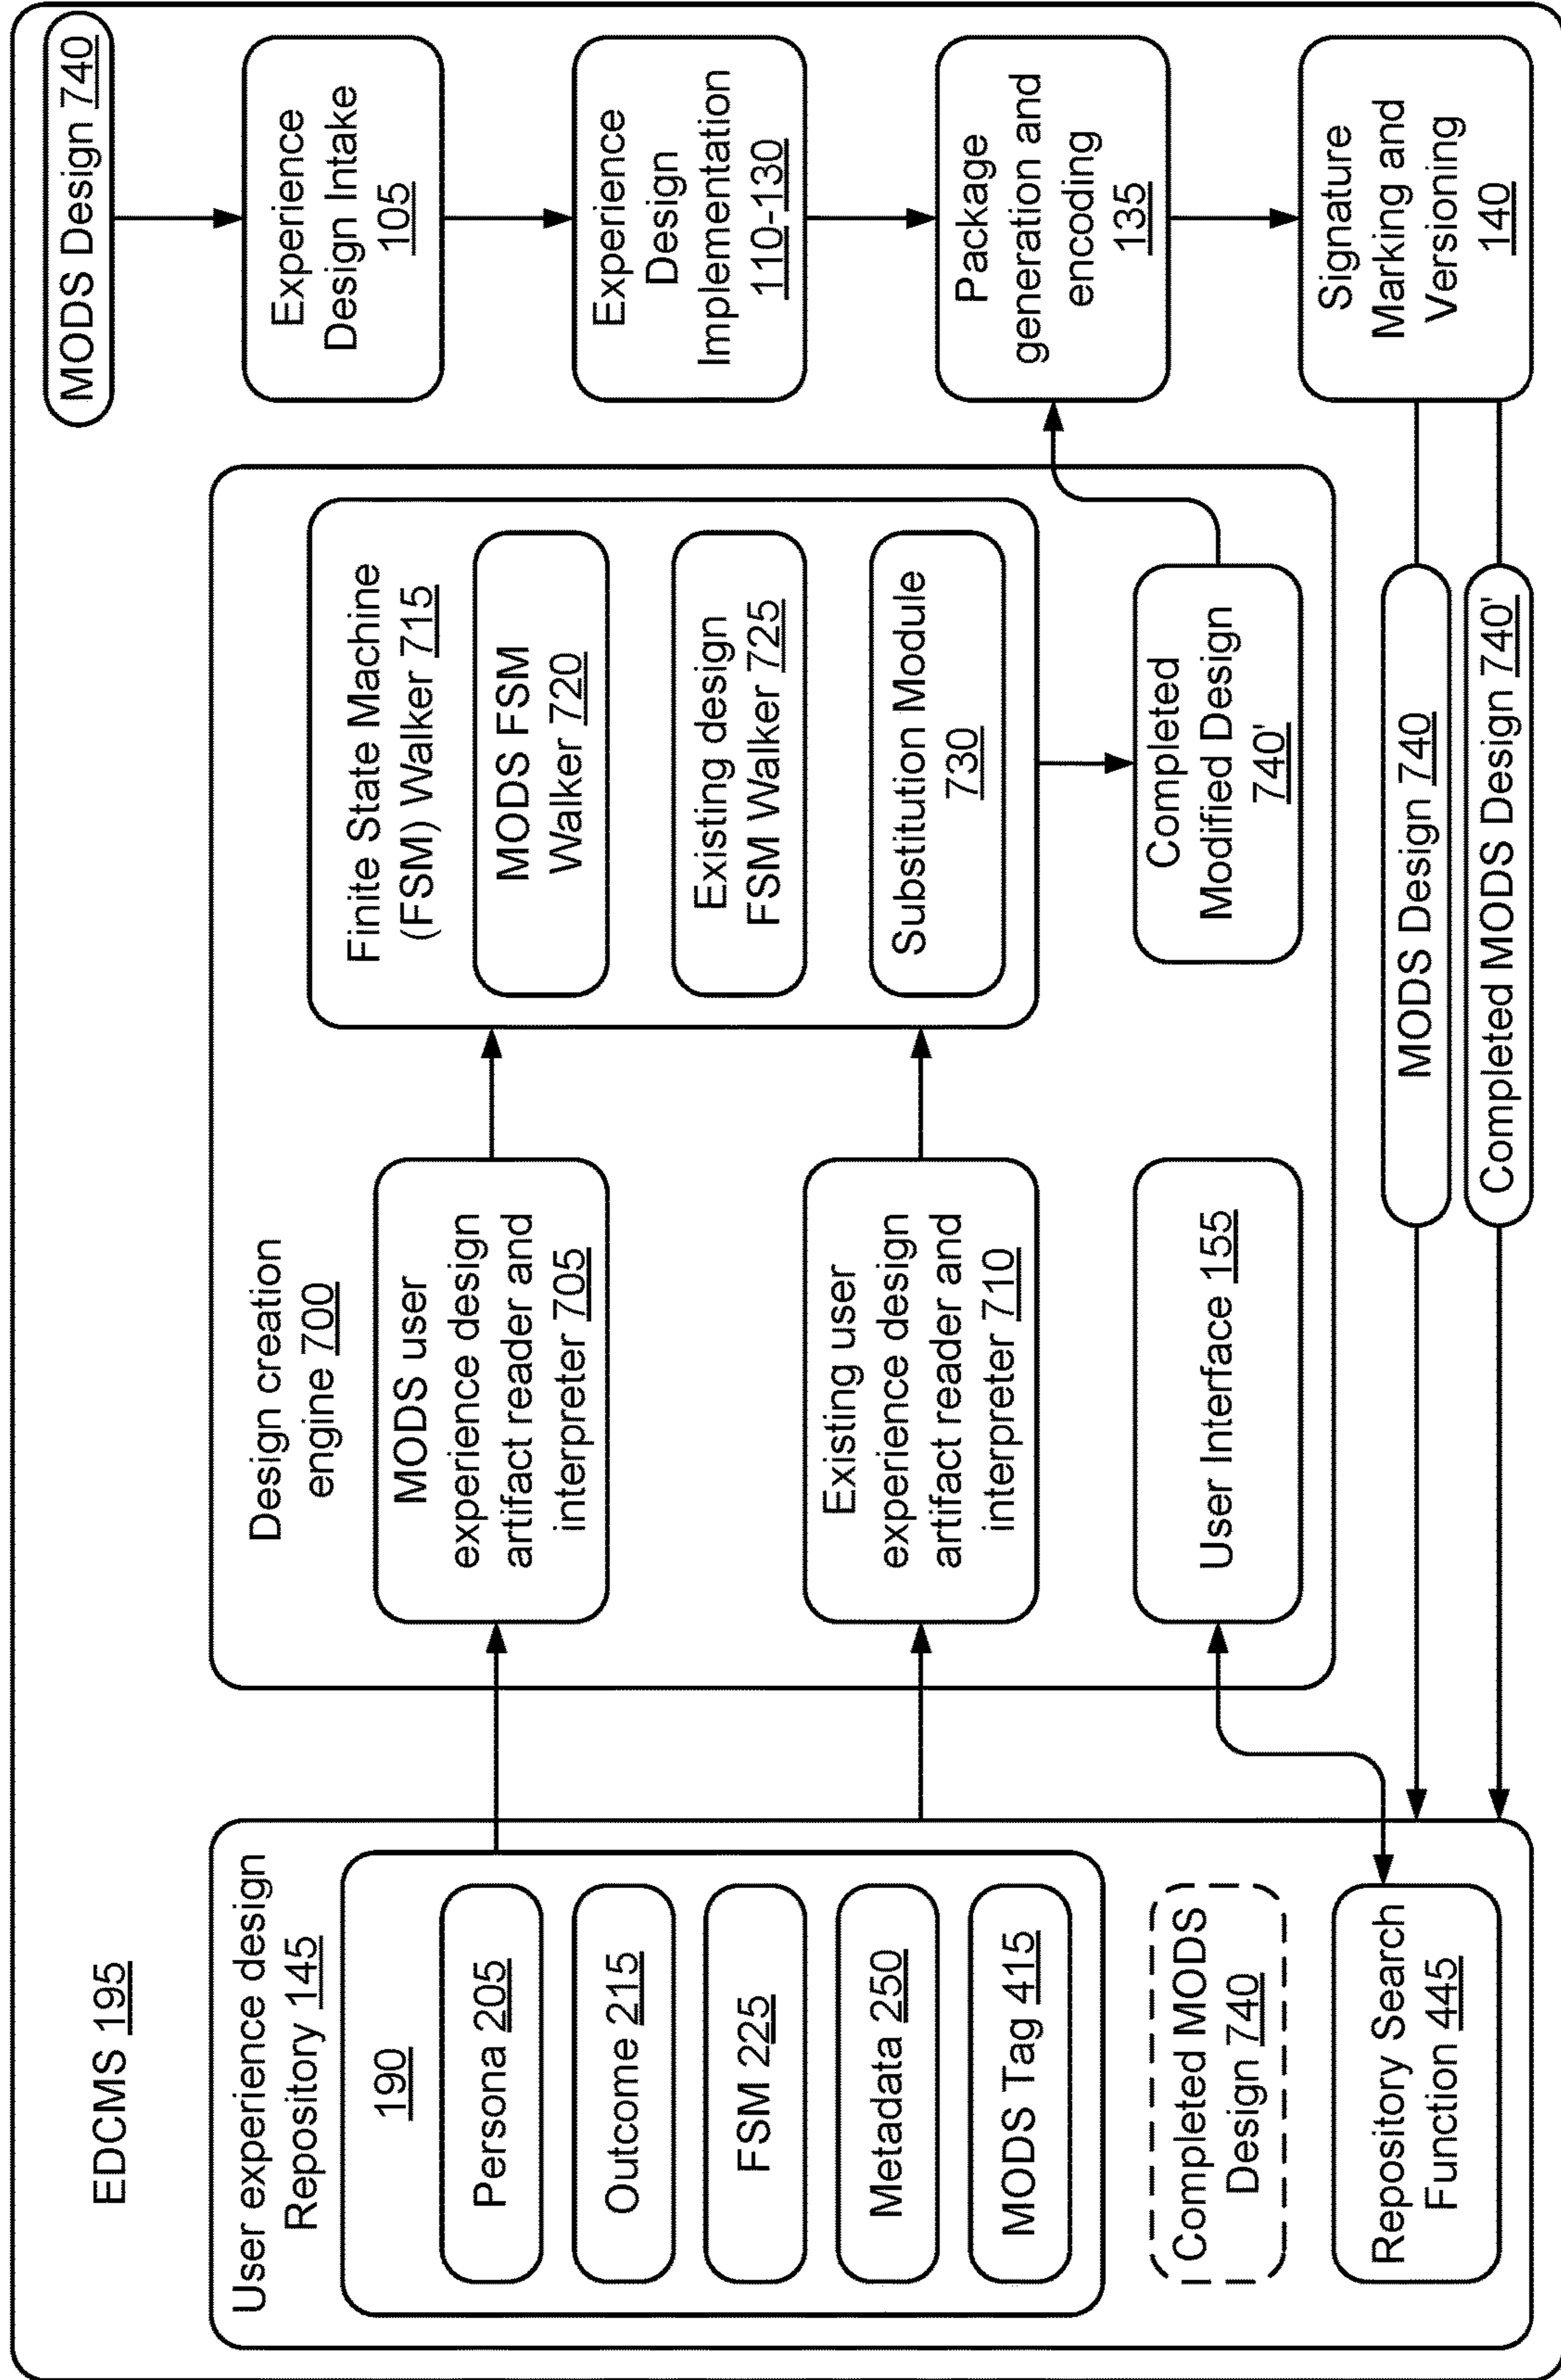 EDCMS 195
User experience design
Repository 145
190
Persona 205
Outcome 215
FSM 225
Metadata 250
MODS Tag 415
Completed MODS
Design 740
Repository Search
Function 445
Design creation
engine 700
MODS user
experience design
artifact reader and
interpreter 705
Existing user
experience design
artifact reader and
interpreter 710
User Interface 155
Finite State Machine
(FSM) Walker 715
MODS FSM
Walker 720
Existing design
FSM Walker 725
Substitution Module
730
Completed
Modified Design
740'
MODS Design 740
Completed MODS Design 740'
MODS Design 740
Experience
Design Intake
105
Experience
Design
Implementation
110-130
Package
generation and
encoding
135
Signature
Marking and
Versioning
140